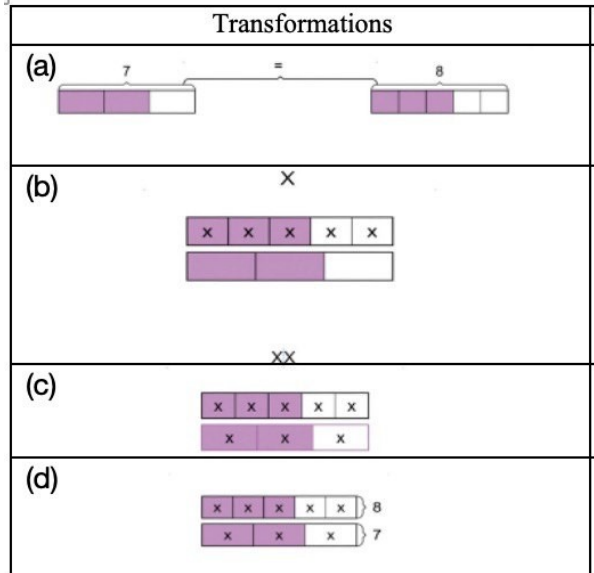 Transformations
(a)
7 = 8
(b)
X
x x x x x
XX
(c)
x x x x x
x x x
(d)
x x x x x 8
x x x 7